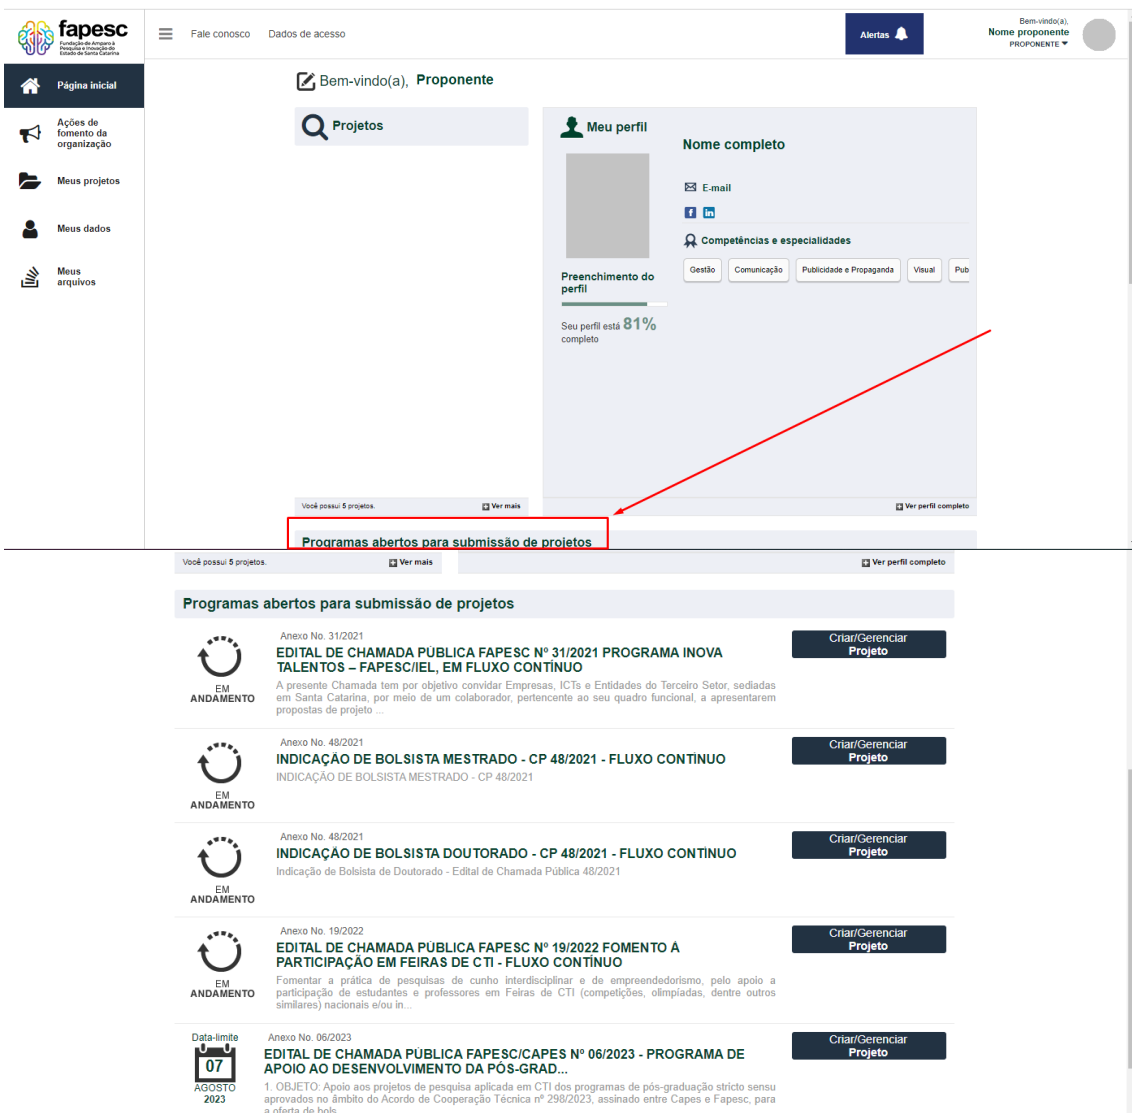 fapesc
Fundação de Amparo à
Pesquisa e Inovação do
Estado de Santa Catarina
Fale conosco
Dados de acesso
Alertas
Bem-vindo(a),
Nome proponente
PROPONENTE
Página inicial
Ações de
fomento da
organização
Meus projetos
Meus dados
Meus
arquivos
Bem-vindo(a), Proponente
Projetos
Meu perfil
Nome completo
E-mail
Competências e especialidades
Gestão
Comunicação
Publicidade e Propaganda
Visual
Pub
Preenchimento do
perfil
Seu perfil está 81%
completo
Você possui 5 projetos.
Ver mais
Ver perfil completo
Programas abertos para submissão de projetos
Você possui 5 projetos.
Ver mais
Ver perfil completo
Programas abertos para submissão de projetos
EM
ANDAMENTO
Anexo No. 31/2021
EDITAL DE CHAMADA PÚBLICA FAPESC Nº 31/2021 PROGRAMA INOVA
TALENTOS – FAPESC/IEL, EM FLUXO CONTÍNUO
A presente Chamada tem por objetivo convidar Empresas, ICTs e Entidades do Terceiro Setor, sediadas
em Santa Catarina, por meio de um colaborador, pertencente ao seu quadro funcional, a apresentarem
propostas de projeto ...
Criar/Gerenciar
Projeto
EM
ANDAMENTO
Anexo No. 48/2021
INDICAÇÃO DE BOLSISTA MESTRADO - CP 48/2021 - FLUXO CONTÍNUO
INDICAÇÃO DE BOLSISTA MESTRADO - CP 48/2021
Criar/Gerenciar
Projeto
EM
ANDAMENTO
Anexo No. 48/2021
INDICAÇÃO DE BOLSISTA DOUTORADO - CP 48/2021 - FLUXO CONTÍNUO
Indicação de Bolsista de Doutorado - Edital de Chamada Pública 48/2021
Criar/Gerenciar
Projeto
EM
ANDAMENTO
Anexo No. 19/2022
EDITAL DE CHAMADA PÚBLICA FAPESC Nº 19/2022 FOMENTO À
PARTICIPAÇÃO EM FEIRAS DE CTI - FLUXO CONTÍNUO
Fomentar a prática de pesquisas de cunho interdisciplinar e de empreendedorismo, pelo apoio a
participação de estudantes e professores em Feiras de CTI (competições, olimpíadas, dentre outros
similares) nacionais e/ou in...
Criar/Gerenciar
Projeto
Data-limite
07
AGOSTO
2023
Anexo No. 06/2023
EDITAL DE CHAMADA PÚBLICA FAPESC/CAPES Nº 06/2023 - PROGRAMA DE
APOIO AO DESENVOLVIMENTO DA PÓS-GRAD...
1. OBJETO: Apoio aos projetos de pesquisa aplicada em CTI dos programas de pós-graduação stricto sensu
aprovados no âmbito do Acordo de Cooperação Técnica nº 298/2023, assinado entre Capes e Fapesc, para
a oferta de bols
Criar/Gerenciar
Projeto